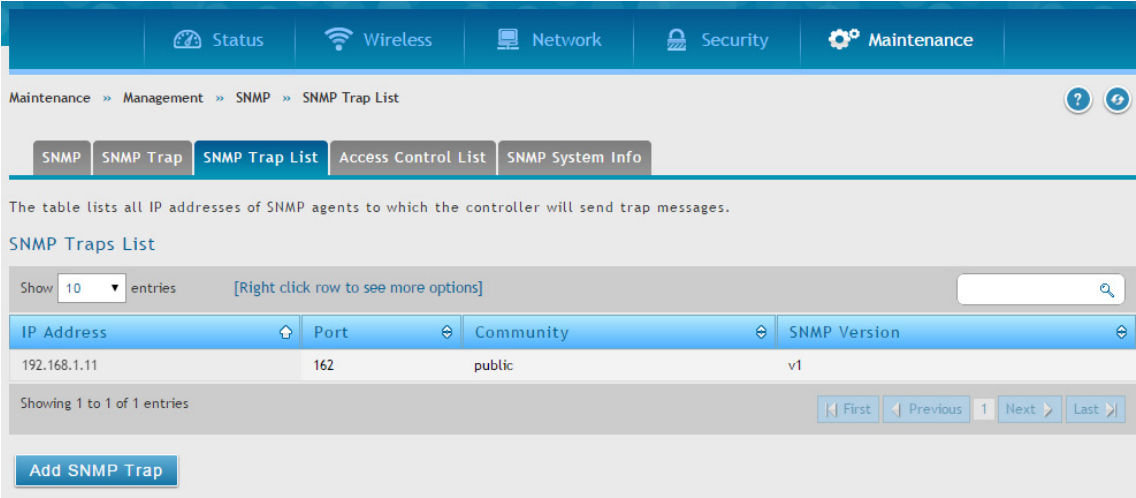 Status Wireless Network Security Maintenance
Maintenance » Management » SNMP » SNMP Trap List ?
SNMP SNMP Trap SNMP Trap List Access Control List SNMP System Info
The table lists all IP addresses of SNMP agents to which the controller will send trap messages.
SNMP Traps List
Show 10 entries [Right click row to see more options]
IP Address Port Community SNMP Version
192.168.1.11 162 public v1
Showing 1 to 1 of 1 entries First Previous 1 Next Last
Add SNMP Trap